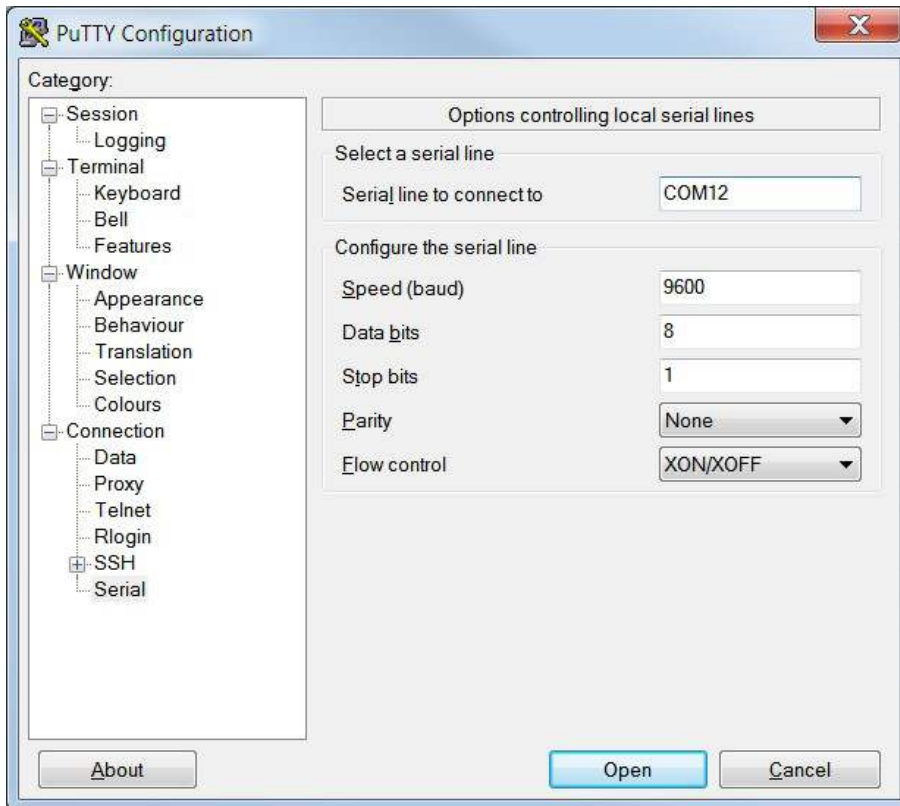 PuTTY Configuration
X
Category:
Session
Logging
Terminal
Keyboard
Bell
Features
Window
Appearance
Behaviour
Translation
Selection
Colours
Connection
Data
Proxy
Telnet
Rlogin
SSH
Serial
Options controlling local serial lines
Select a serial line
Serial line to connect to COM12
Configure the serial line
Speed (baud) 9600
Data bits 8
Stop bits 1
Parity None
Flow control XON/XOFF
About Open Cancel